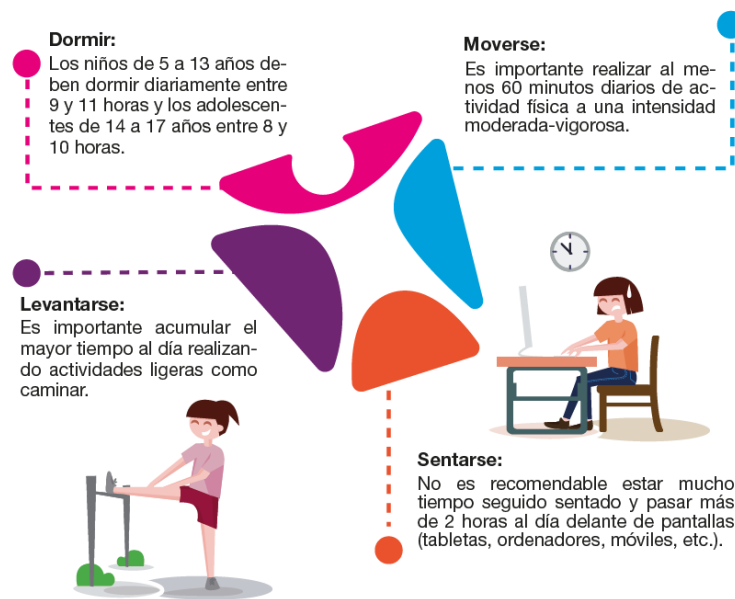 Dormir:
Los niños de 5 a 13 años de-
ben dormir diariamente entre
9 y 11 horas y los adolescen-
tes de 14 a 17 años entre 8 y
10 horas.
Moverse:
Es importante realizar al me-
nos 60 minutos diarios de ac-
tividad física a una intensidad
moderada-vigorosa.
Levantarse:
Es importante acumular el
mayor tiempo al día realizan-
do actividades ligeras como
caminar.
Sentarse:
No es recomendable estar mucho
tiempo seguido sentado y pasar más
de 2 horas al día delante de pantallas
(tabletas, ordenadores, móviles, etc.).